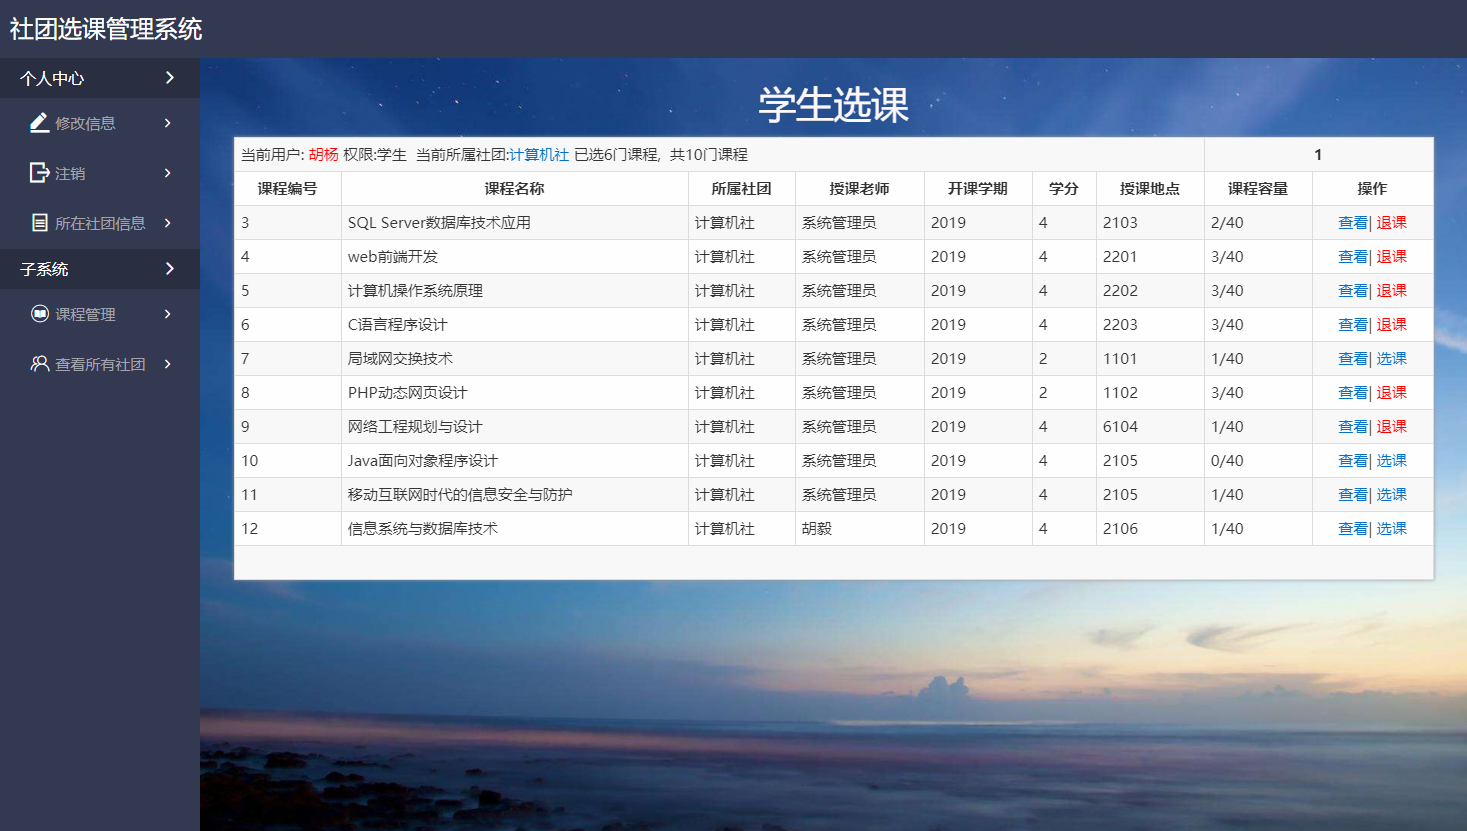 社团选课管理系统
个人中心
修改信息
注销
所在社团信息
子系统
课程管理
查看所有社团
学生选课
当前用户: 胡杨 权限:学生 当前所属社团:计算机社 已选6门课程, 共10门课程 1
课程编号 课程名称 所属社团 授课老师 开课学期 学分 授课地点 课程容量 操作
3 SQL Server数据库技术应用 计算机社 系统管理员 2019 4 2103 2/40 查看| 退课
4 web前端开发 计算机社 系统管理员 2019 4 2201 3/40 查看| 退课
5 计算机操作系统原理 计算机社 系统管理员 2019 4 2202 3/40 查看| 退课
6 C语言程序设计 计算机社 系统管理员 2019 4 2203 3/40 查看| 退课
7 局域网交换技术 计算机社 系统管理员 2019 2 1101 1/40 查看| 选课
8 PHP动态网页设计 计算机社 系统管理员 2019 2 1102 3/40 查看| 退课
9 网络工程规划与设计 计算机社 系统管理员 2019 4 6104 1/40 查看| 退课
10 Java面向对象程序设计 计算机社 系统管理员 2019 4 2105 0/40 查看| 选课
11 移动互联网时代的信息安全与防护 计算机社 系统管理员 2019 4 2105 1/40 查看| 选课
12 信息系统与数据库技术 计算机社 胡毅 2019 4 2106 1/40 查看| 选课